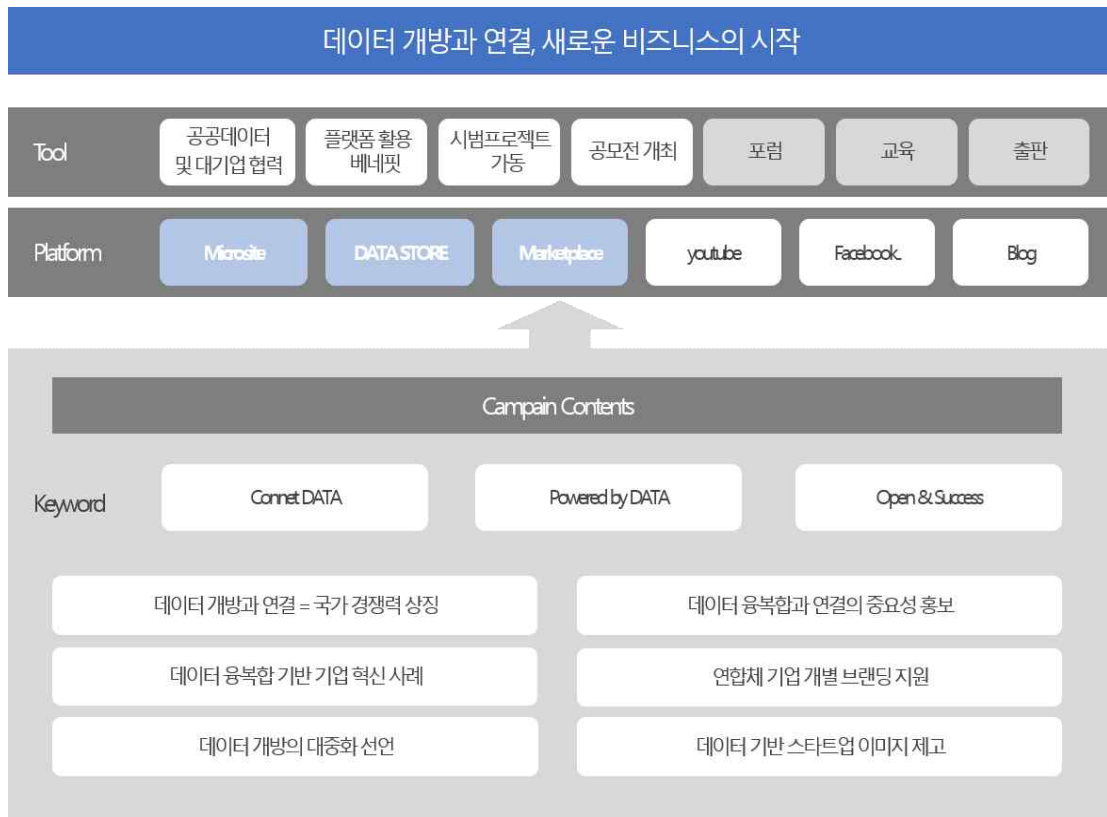 데이터 개방과 연결, 새로운 비즈니스의 시작
Tool
공공데이터
및 대기업 협력
플랫폼 활용
베네핏
시범프로젝트
가동
공모전 개최
포럼
교육
출판
Platform
Microsite
DATA STORE
Marketplace
youtube
Facebook..
Blog
Campain Contents
Keyword
Connet DATA
Powered by DATA
Open & Success
데이터 개방과 연결 = 국가 경쟁력 상징
데이터 융복합과 연결의 중요성 홍보
데이터 융복합 기반 기업 혁신 사례
연합체 기업 개별 브랜딩 지원
데이터 개방의 대중화 선언
데이터 기반 스타트업 이미지 제고